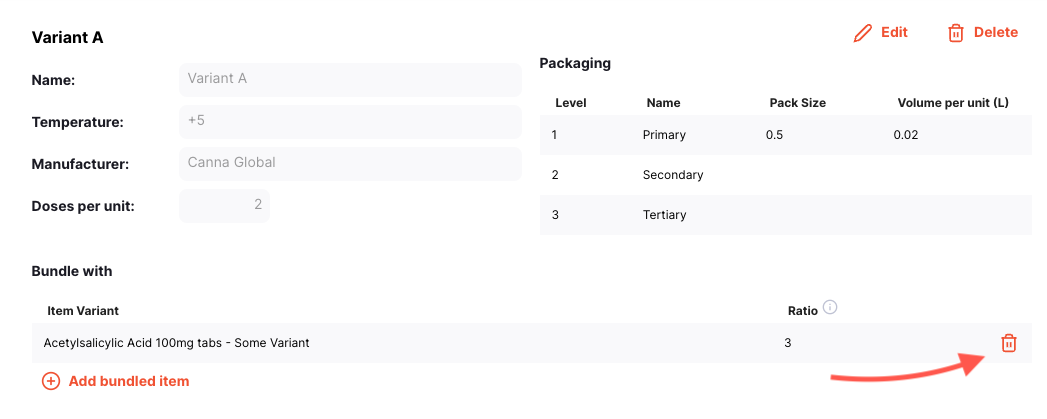 Variant A
Edit
Delete
Name:
Variant A
Temperature:
+5
Manufacturer:
Canna Global
Doses per unit:
2
Packaging
Level Name Pack Size Volume per unit (L)
1 Primary 0.5 0.02
2 Secondary
3 Tertiary
Bundle with
Item Variant Ratio
Acetylsalicylic Acid 100mg tabs - Some Variant 3
Add bundled item